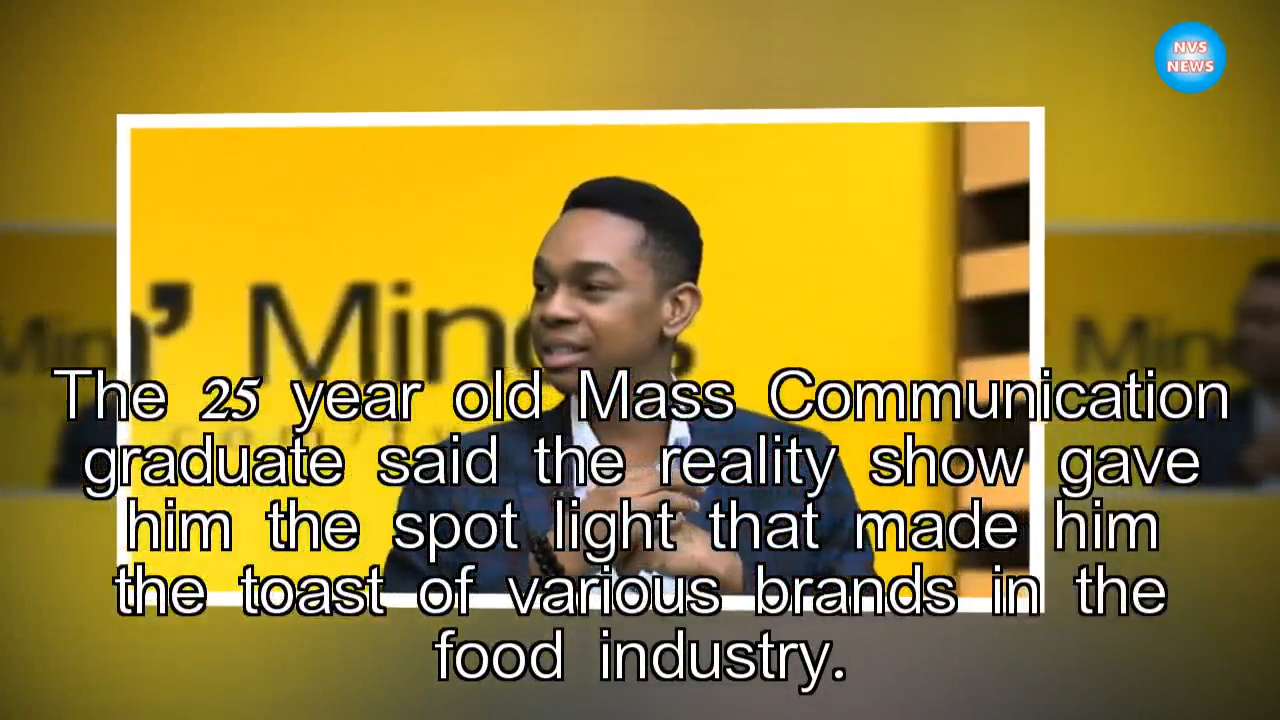 NVS
NEWS
The 25 year old Mass Communication
graduate said the reality show gave
him the spot light that made him
the toast of various brands in the
food industry.